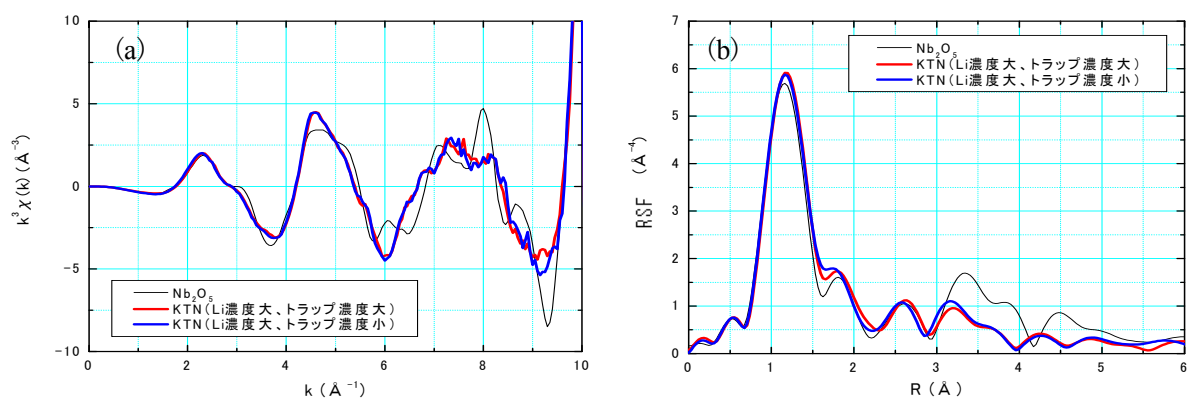 (a)
10
5
0
-5
-10
k³χ(k) (Å⁻³)
Nb₂O₅
KTN(Li濃度大、トラップ濃度大)
KTN(Li濃度大、トラップ濃度小)
0 2 4 6 8 10
k (Å⁻¹)
(b)
7
6
5
4
3
2
1
0
RSF (Å⁻⁴)
Nb₂O₅
KTN(Li濃度大、トラップ濃度大)
KTN(Li濃度大、トラップ濃度小)
0 1 2 3 4 5 6
R (Å)